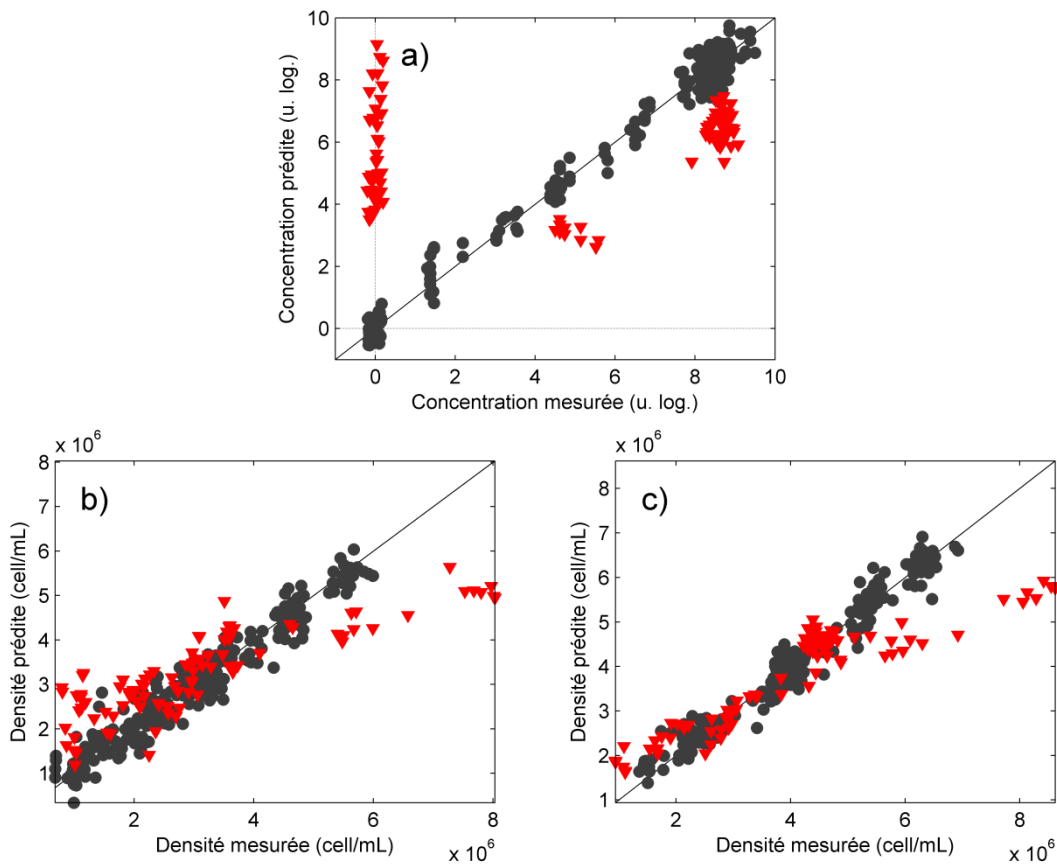 10
8
6
4
2
0
a)
Concentration prédite (u. log.)
0 2 4 6 8 10
Concentration mesurée (u. log.)
x 10^6
8
7
6
5
4
3
2
1
b)
Densité prédite (cell/mL)
2 4 6 8
Densité mesurée (cell/mL)
x 10^6
x 10^6
8
7
6
5
4
3
2
1
c)
Densité prédite (cell/mL)
2 4 6 8
Densité mesurée (cell/mL)
x 10^6